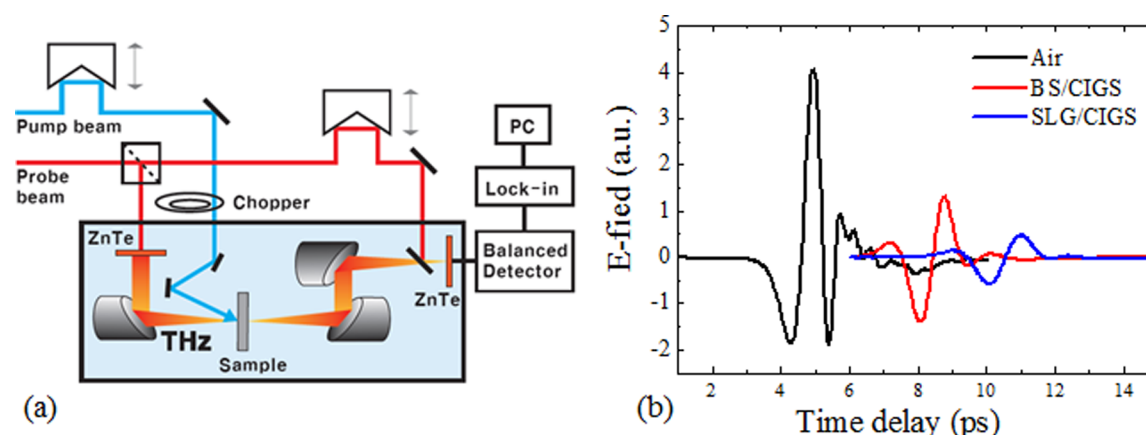 Pump beam
Probe
beam
Chopper
PC
Lock-in
Balanced
Detector
ZnTe
ZnTe
THz
Sample
(a)
E-fied (a.u.)
5
4
3
2
1
0
-1
-2
Air
BS/CIGS
SLG/CIGS
2 4 6 8 10 12 14
Time delay (ps)
(b)